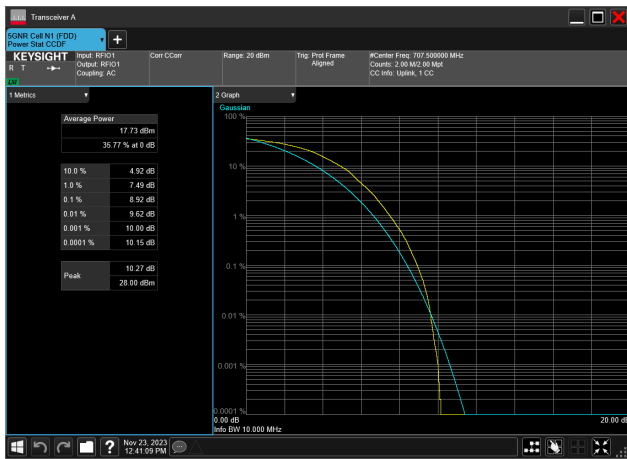 Transceiver A
5GNR Cell N1 (FDD)
Power Stat CCDF
KEYSIGHT
R T
LNI
Input: RFIO1
Output: RFIO1
Coupling: AC
Corr CCorr
Range: 20 dBm
Trig: Prot Frame
Aligned
#Center Freq: 707.500000 MHz
Counts: 2.00 M/2.00 Mpt
CC Info: Uplink, 1 CC
1 Metrics
Average Power
17.73 dBm
35.77 % at 0 dB
10.0 % 4.92 dB
1.0 % 7.49 dB
0.1 % 8.92 dB
0.01 % 9.62 dB
0.001 % 10.00 dB
0.0001 % 10.15 dB
Peak
10.27 dB
28.00 dBm
2 Graph
Gaussian
100 %
10 %
1 %
0.1 %
0.01 %
0.001 %
0.0001 %
0.00 dB
20.00 dB
Info BW 10.000 MHz
?
Nov 23, 2023
12:41:09 PM